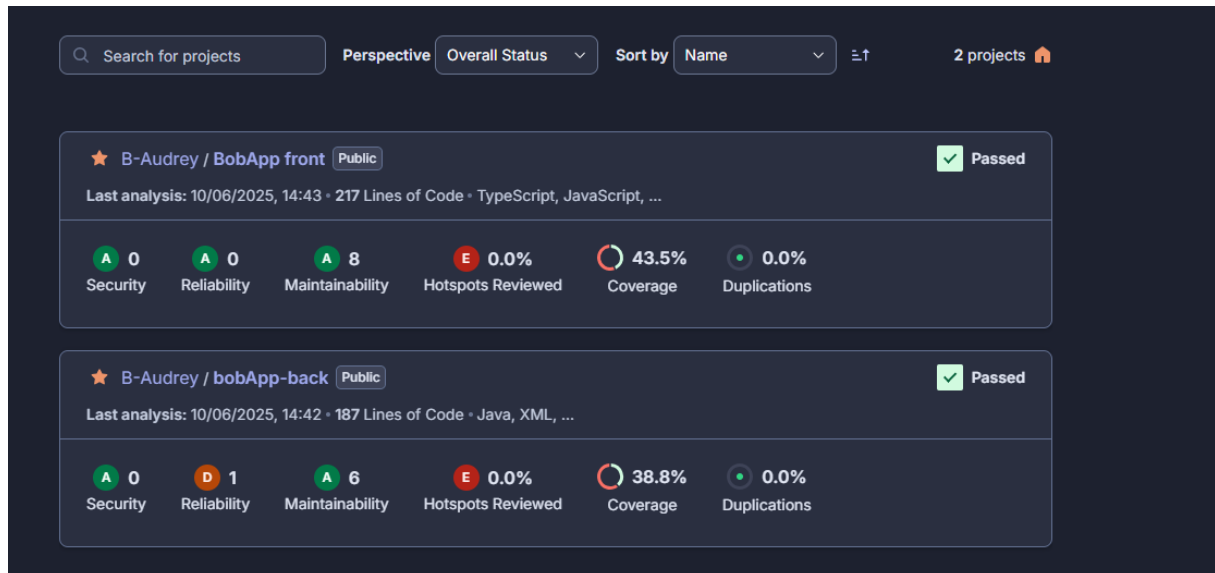 Search for projects Perspective Overall Status Sort by Name 2 projects
B-Audrey / BobApp front Public Passed
Last analysis: 10/06/2025, 14:43 • 217 Lines of Code • TypeScript, JavaScript, ...
A 0 A 0 A 8 E 0.0% 43.5% 0.0%
Security Reliability Maintainability Hotspots Reviewed Coverage Duplications
B-Audrey / bobApp-back Public Passed
Last analysis: 10/06/2025, 14:42 • 187 Lines of Code • Java, XML, ...
A 0 D 1 A 6 E 0.0% 38.8% 0.0%
Security Reliability Maintainability Hotspots Reviewed Coverage Duplications